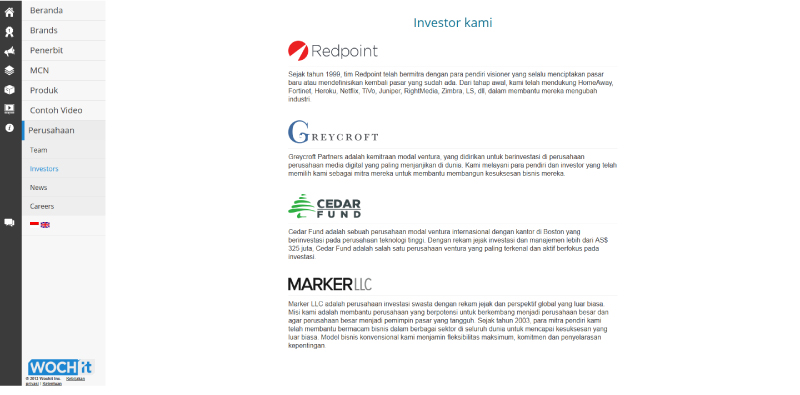 Beranda
Brands
Penerbit
MCN
Produk
Contoh Video
Perusahaan
Team
Investors
News
Careers
WOCHit
© 2012 Wochit Inc. Kebijakan
privasi |
Investor kami
Redpoint
Sejak tahun 1999, tim Redpoint telah bermitra dengan para pendiri visioner yang selalu menciptakan pasar
baru atau mendefinisikan kembali pasar yang sudah ada. Dari tahap awal, kami telah mendukung HomeAway,
Fortinet, Heroku, Netflix, TiVo, Juniper, RightMedia, Zimbra, LS, dll, dalam membantu mereka mengubah
industri.
GREYCROFT
Greycroft Partners adalah kemitraan modal ventura, yang didirikan untuk berinvestasi di perusahaan
perusahaan media digital yang paling menjanjikan di dunia. Kami melayani para pendiri dan investor yang telah
memilih kami sebagai mitra mereka untuk membantu membangun kesuksesan bisnis mereka.
CEDAR
FUND
Cedar Fund adalah sebuah perusahaan modal ventura internasional dengan kantor di Boston yang
berinvestasi pada perusahaan teknologi tinggi. Dengan rekam jejak investasi dan manajemen lebih dari AS$
325 juta, Cedar Fund adalah salah satu perusahaan ventura yang paling terkenal dan aktif berfokus pada
investasi.
MARKER LLC
Marker LLC adalah perusahaan investasi swasta dengan rekam jejak dan perspektif global yang luar biasa.
Misi kami adalah membantu perusahaan yang berpotensi untuk berkembang menjadi perusahaan besar dan
agar perusahaan besar menjadi pemimpin pasar yang tangguh. Sejak tahun 2003, para mitra pendiri kami
telah membantu bermacam bisnis dalam berbagai sektor di seluruh dunia untuk mencapai kesuksesan yang
luar biasa. Model bisnis konvensional kami menjamin fleksibilitas maksimum, komitmen dan penyelarasan
kepentingan.